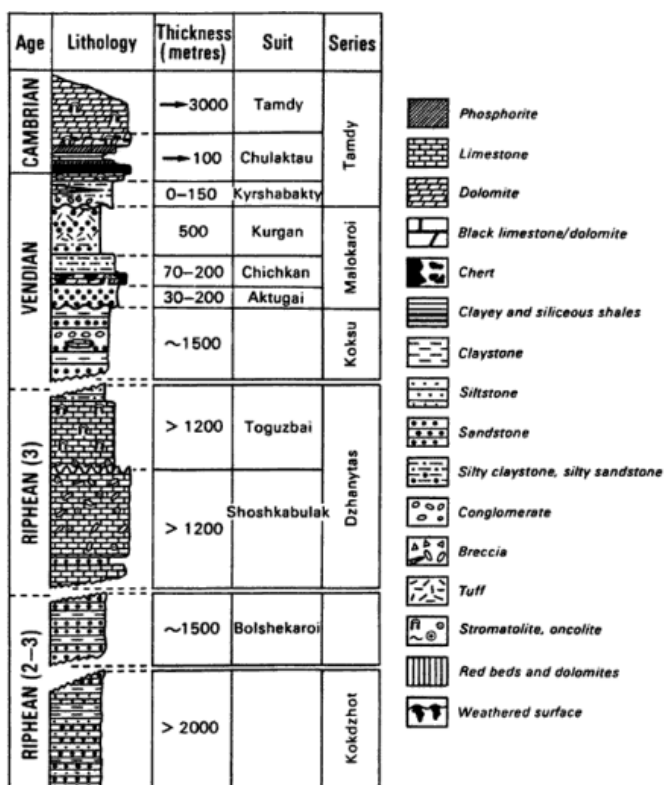 Age Lithology Thickness (metres) Suit Series
CAMBRIAN
→3000 Tamdy
→100 Chulaktau
Tamdy
VENDIAN
0–150 Kyrshabakty
500 Kurgan
70–200 Chichkan
30–200 Aktugai
Malokaroi
~1500
Koksu
RIPHEAN (3)
> 1200 Toguzbai
> 1200 Shoshkabulak
Dzhanytas
RIPHEAN (2–3)
~1500 Bolshekaroi
> 2000
Kokdzhot
Phosphorite
Limestone
Dolomite
Black limestone/dolomite
Chert
Clayey and siliceous shales
Claystone
Siltstone
Sandstone
Silty claystone, silty sandstone
Conglomerate
Breccia
Tuff
Stromatolite, oncolite
Red beds and dolomites
Weathered surface